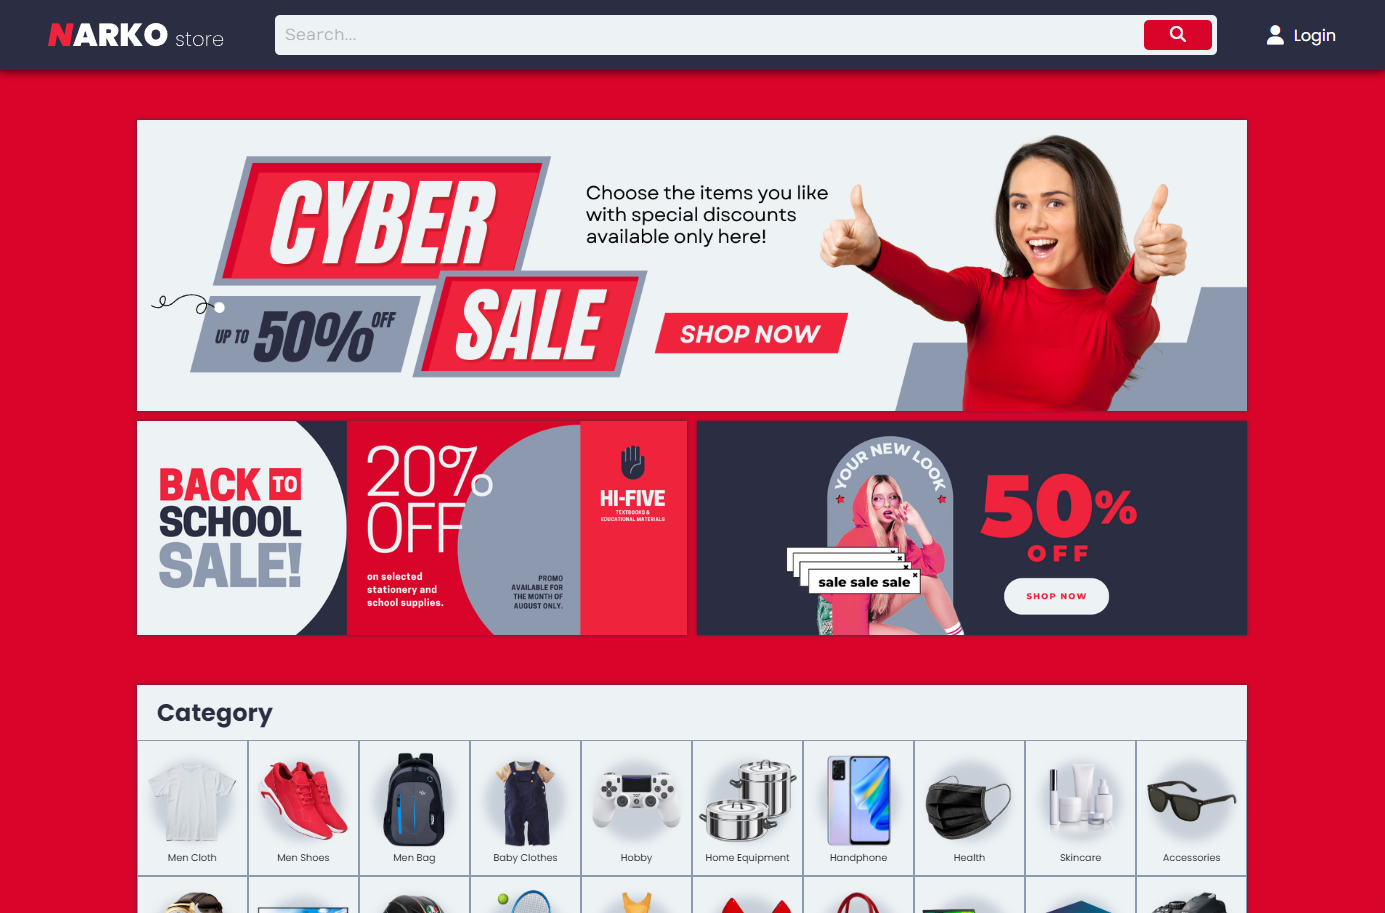 NARKO store
Search...
Login
CYBER
SALE
UP TO 50% OFF
Choose the items you like
with special discounts
available only here!
SHOP NOW
BACK TO
SCHOOL
SALE!
20%
OFF
on selected
stationery and
school supplies.
PROMO
AVAILABLE FOR
THE MONTH OF
AUGUST ONLY.
HI-FIVE
TEXTBOOKS &
EDUCATIONAL MATERIALS
YOUR NEW LOOK
sale sale sale
50%
OFF
SHOP NOW
Category
Men Cloth
Men Shoes
Men Bag
Baby Clothes
Hobby
Home Equipment
Handphone
Health
Skincare
Accessories